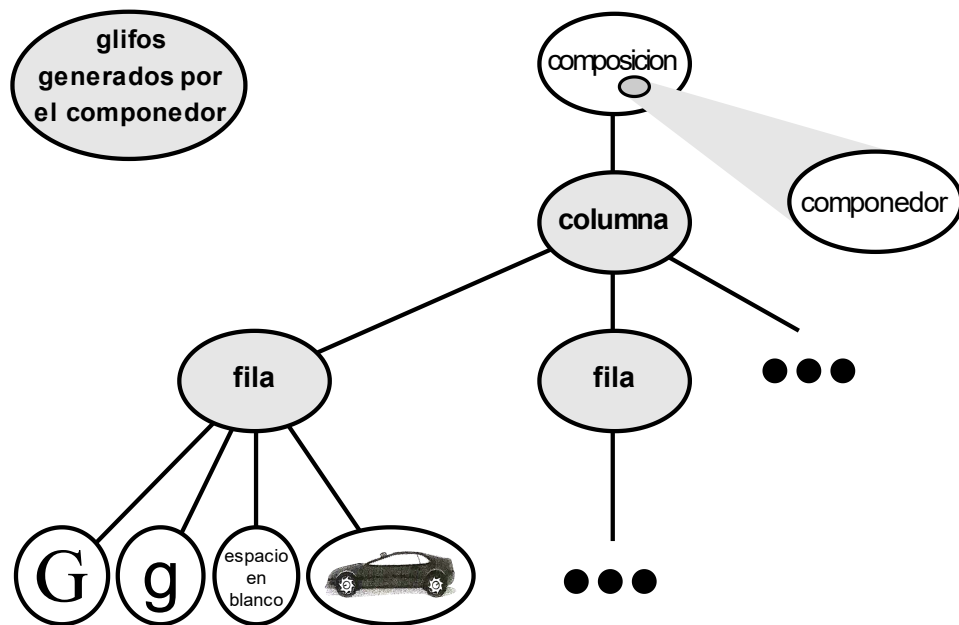 glifos
generados por
el componedor
composicion
componedor
columna
fila
fila
G
g
espacio
en
blanco